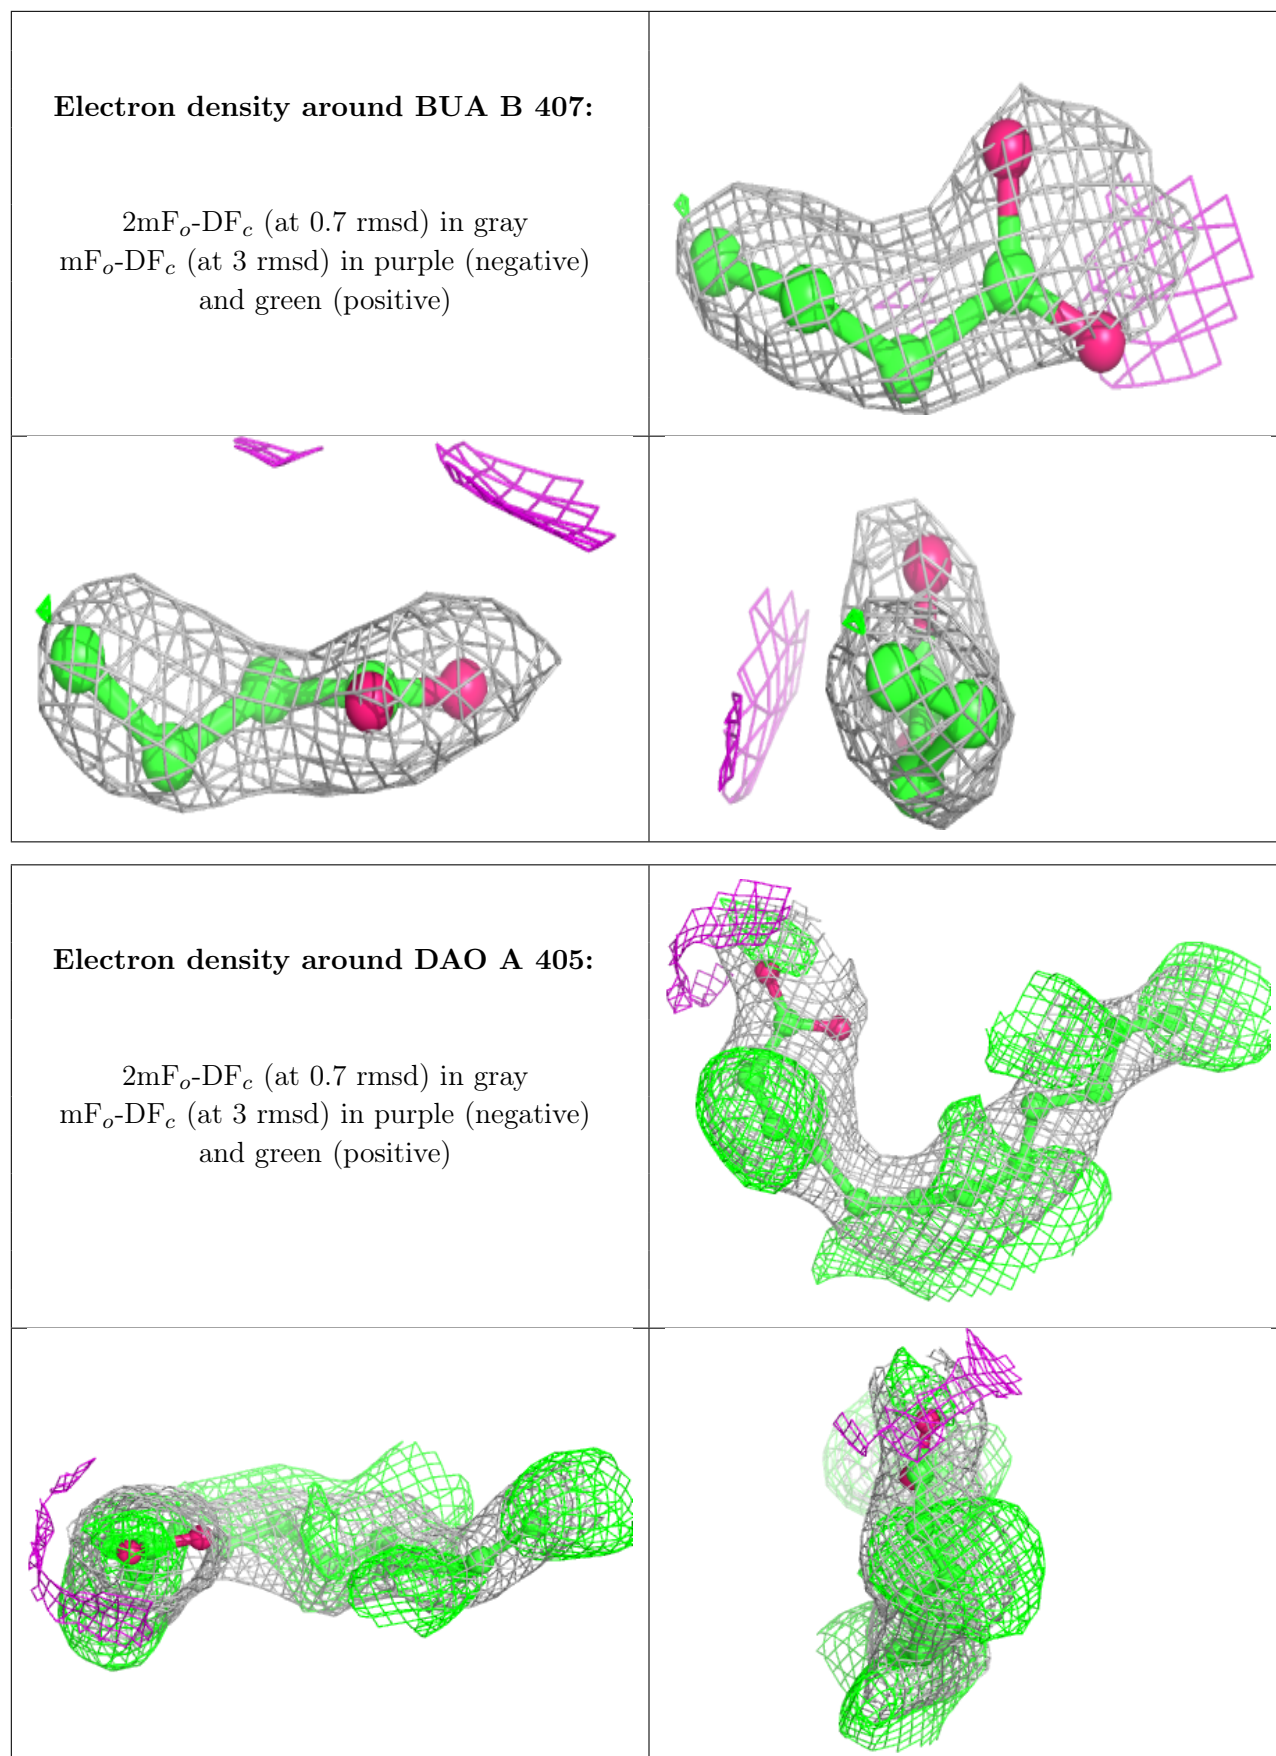 Electron density around BUA B 407:
2mFo-DFc (at 0.7 rmsd) in gray
mFo-DFc (at 3 rmsd) in purple (negative)
and green (positive)
Electron density around DAO A 405:
2mFo-DFc (at 0.7 rmsd) in gray
mFo-DFc (at 3 rmsd) in purple (negative)
and green (positive)